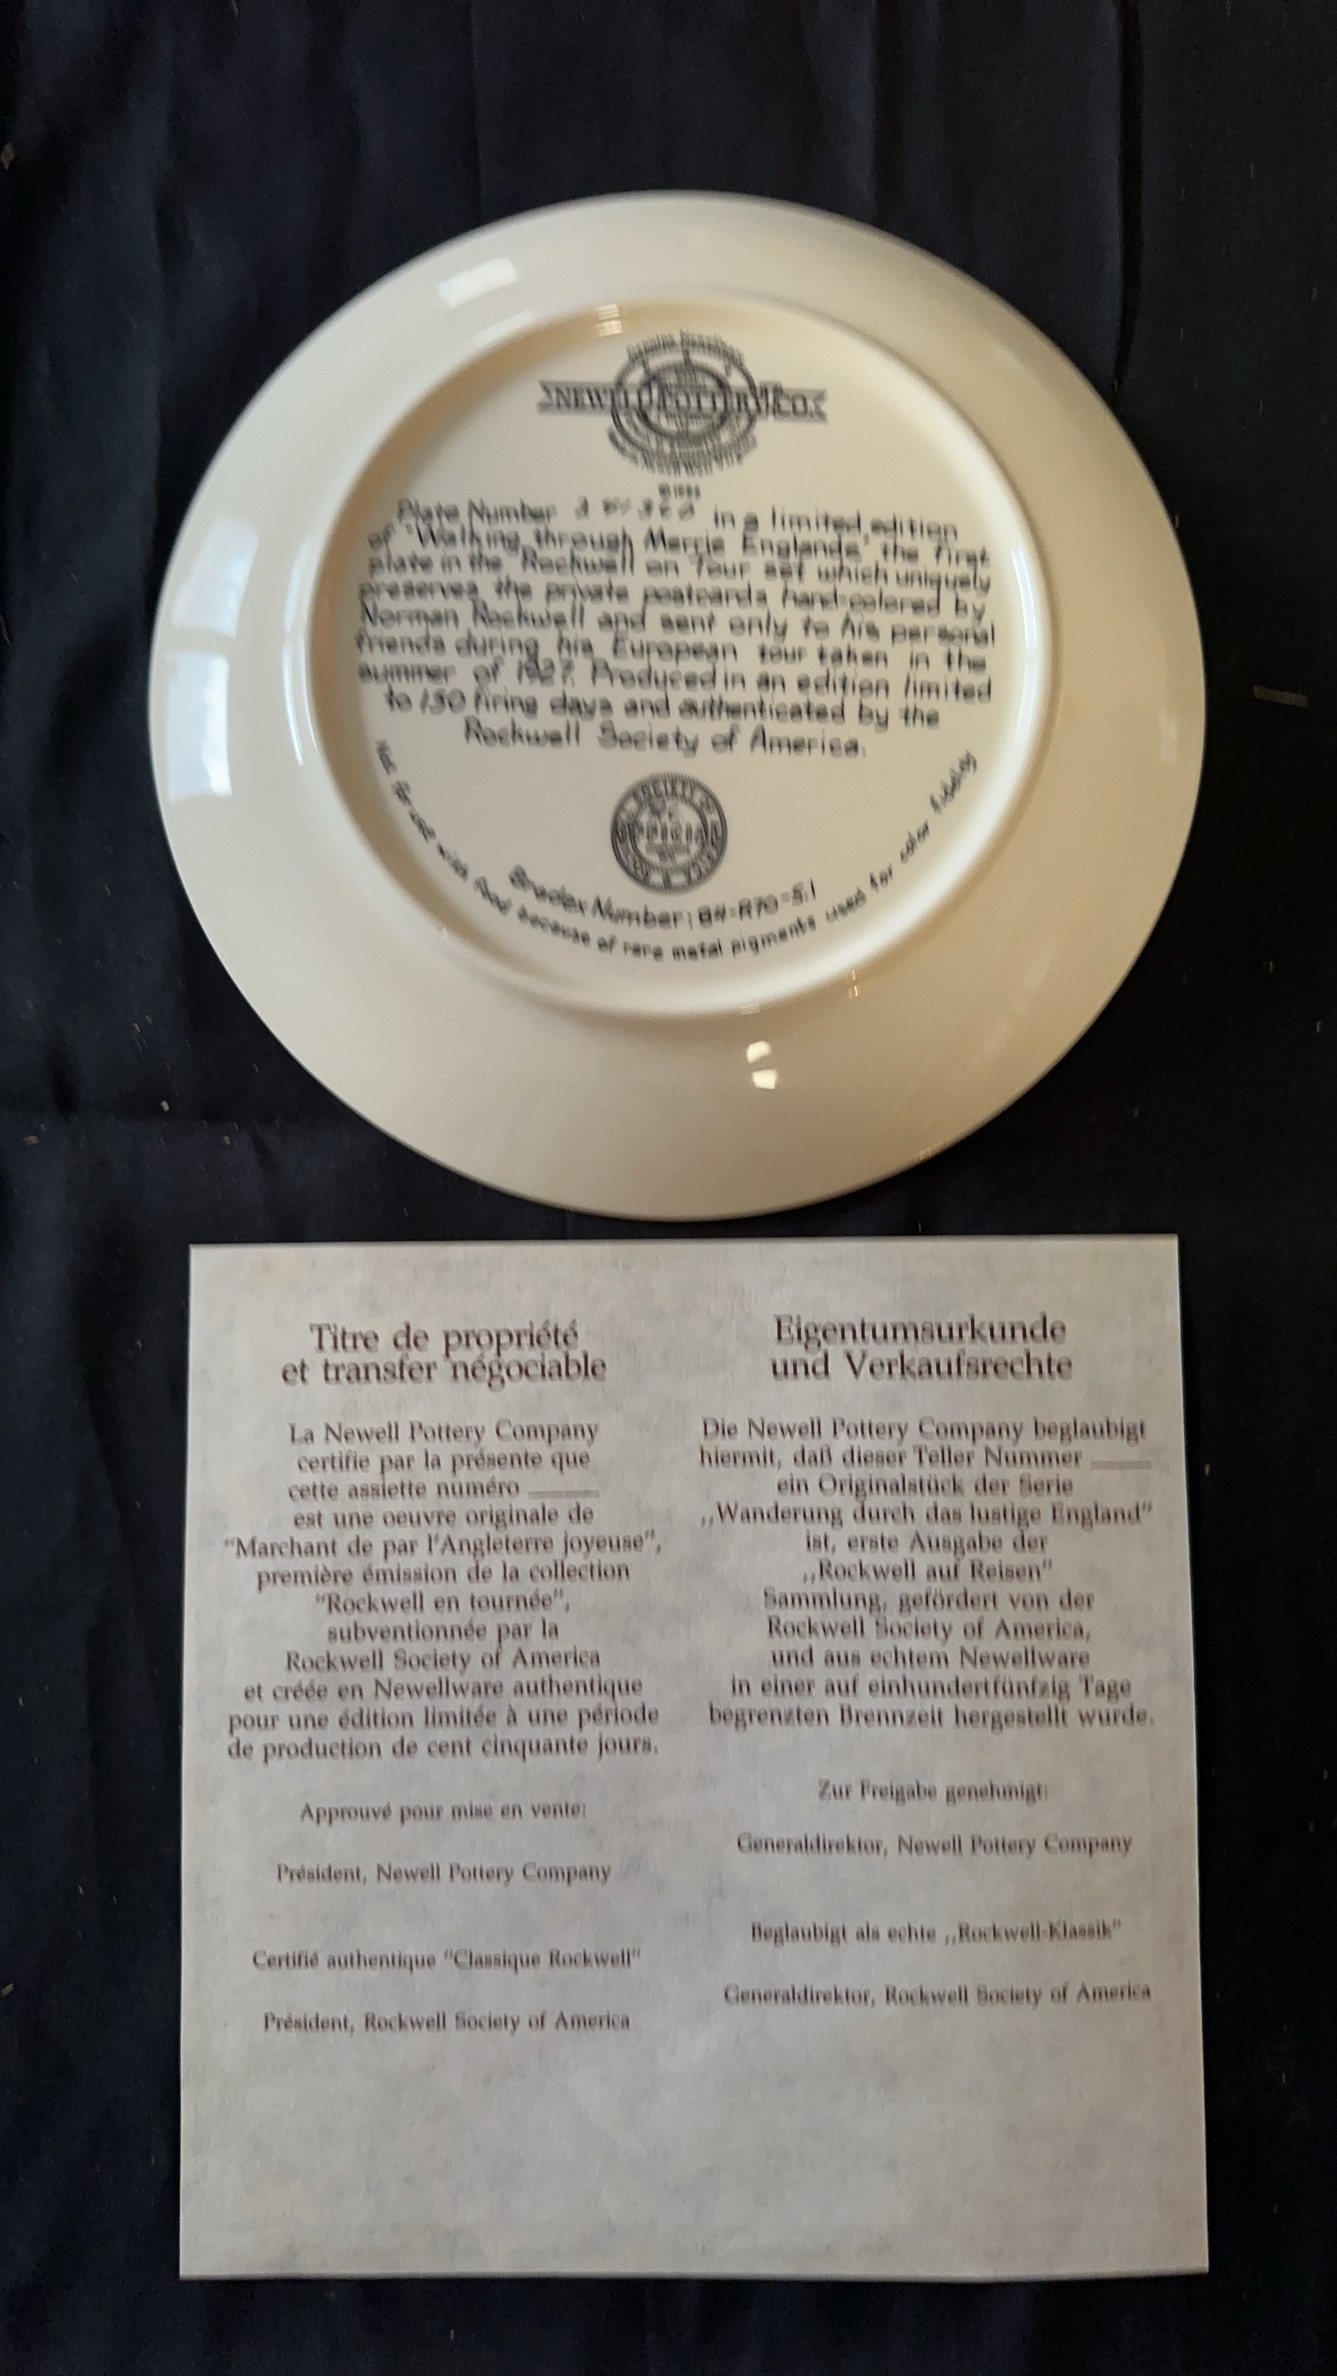 NEWELL POTTERY CO.
Plate Number in a limited edition
of "Walking through Merrie Englande," the first
plate in the Rockwell on Tour set which uniquely
preserves the private postcards hand-colored by
Norman Rockwell and sent only to his personal
friends during his European tour taken in the
summer of 1927. Produced in an edition limited
to 150 firing days and authenticated by the
Rockwell Society of America.
SOCIETY OF
OFFICIAL
Bradex Number: 84-R70-5.1
Not for use with food because of rare metal pigments used for color fidelity
Titre de propriété
et transfer négociable
La Newell Pottery Company
certifie par la présente que
cette assiette numéro
est une oeuvre originale de
"Marchant de par l'Angleterre joyeuse",
première émission de la collection
"Rockwell en tournée",
subventionnée par la
Rockwell Society of America
et créée en Newellware authentique
pour une édition limitée à une période
de production de cent cinquante jours.
Approuvé pour mise en vente:
Président, Newell Pottery Company
Certifié authentique "Classique Rockwell"
Président, Rockwell Society of America
Eigentumsurkunde
und Verkaufsrechte
Die Newell Pottery Company beglaubigt
hiermit, daß dieser Teller Nummer
ein Originalstück der Serie
,,Wanderung durch das lustige England"
ist, erste Ausgabe der
,,Rockwell auf Reisen"
Sammlung, gefördert von der
Rockwell Society of America,
und aus echtem Newellware
in einer auf einhundertfünfzig Tage
begrenzten Brennzeit hergestellt wurde.
Zur Freigabe genehmigt:
Generaldirektor, Newell Pottery Company
Beglaubigt als echte ,,Rockwell-Klassik"
Generaldirektor, Rockwell Society of America